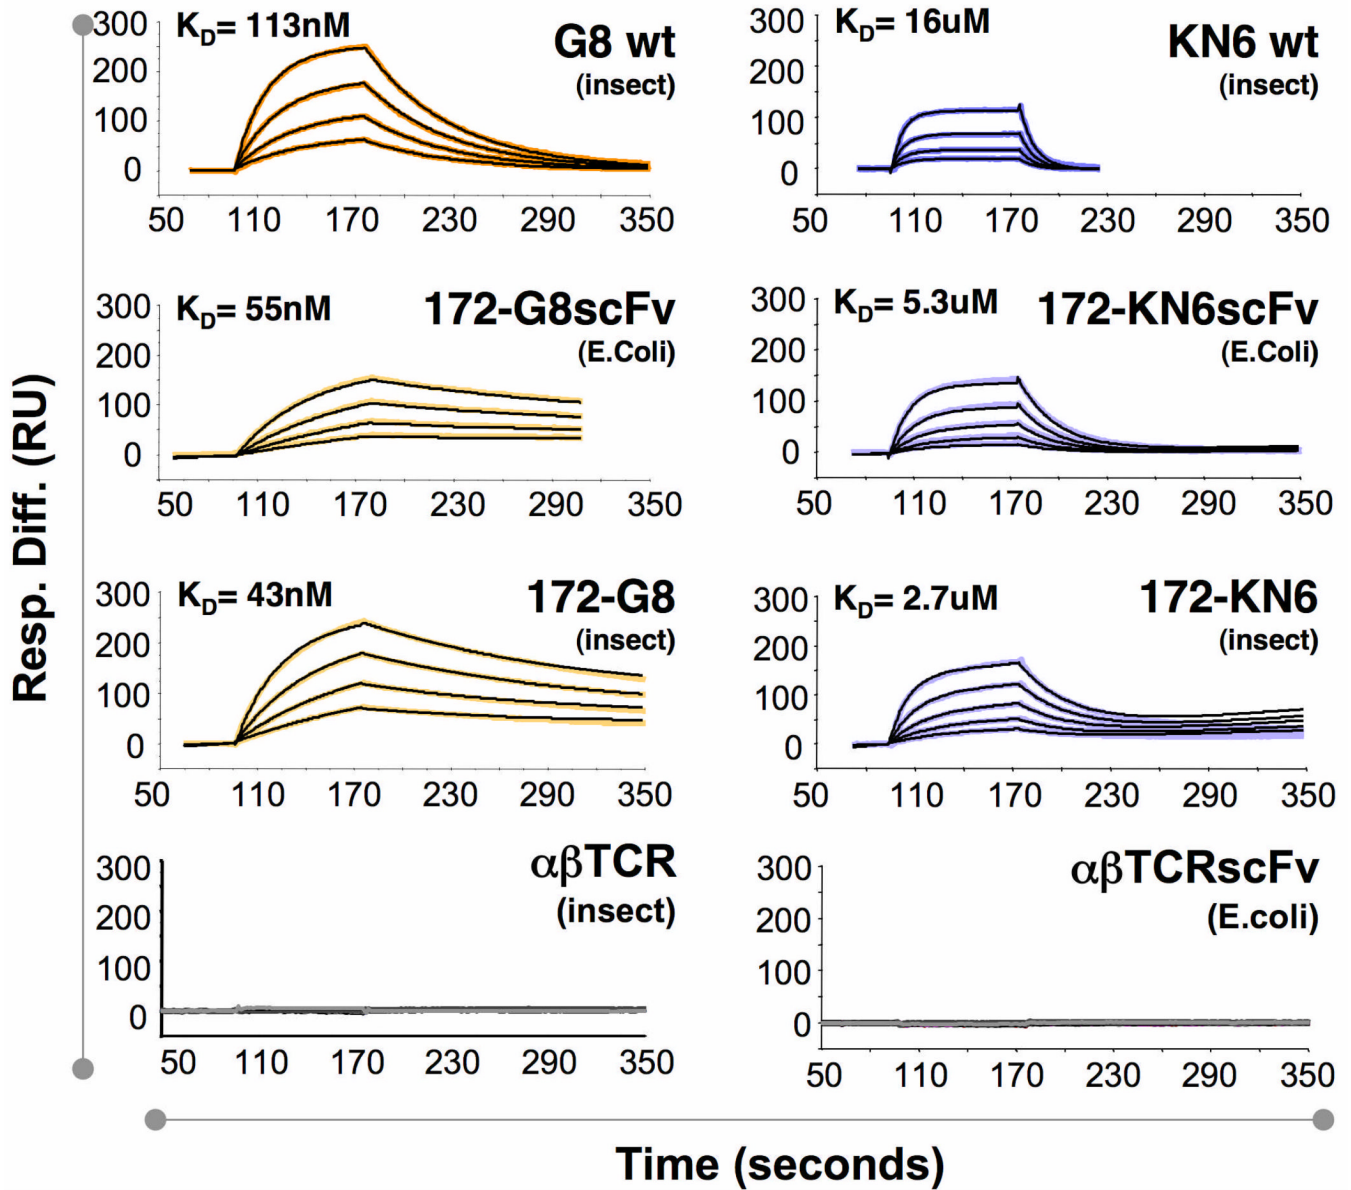 Resp. Diff. (RU)
K_D= 113nM
G8 wt
(insect)
300
200
100
0
50 110 170 230 290 350
K_D= 16uM
KN6 wt
(insect)
300
200
100
0
50 110 170 230 290 350
K_D= 55nM
172-G8scFv
(E.Coli)
300
200
100
0
50 110 170 230 290 350
K_D= 5.3uM
172-KN6scFv
(E.Coli)
300
200
100
0
50 110 170 230 290 350
K_D= 43nM
172-G8
(insect)
300
200
100
0
50 110 170 230 290 350
K_D= 2.7uM
172-KN6
(insect)
300
200
100
0
50 110 170 230 290 350
αβTCR
(insect)
300
200
100
0
50 110 170 230 290 350
αβTCRscFv
(E.coli)
300
200
100
0
50 110 170 230 290 350
Time (seconds)